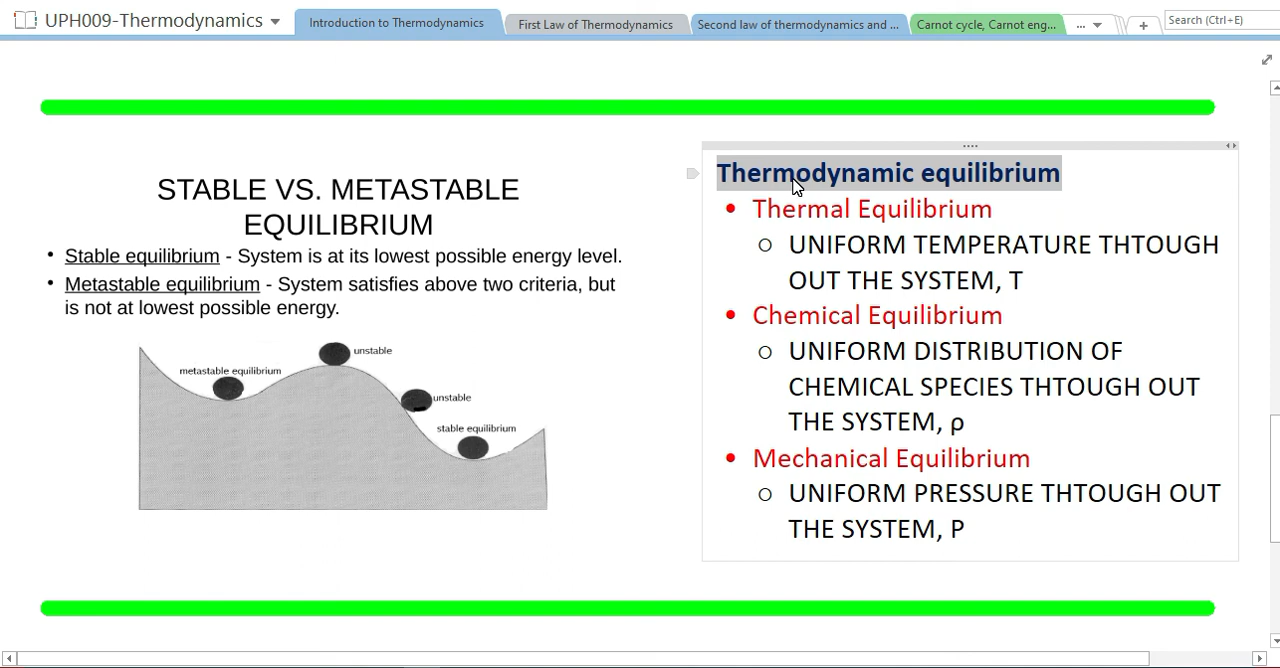 UPH009-Thermodynamics
Introduction to Thermodynamics
First Law of Thermodynamics
Second law of thermodynamics and ...
Carnot cycle, Carnot eng...
...
+
Search (Ctrl+E)
STABLE VS. METASTABLE
EQUILIBRIUM
• Stable equilibrium - System is at its lowest possible energy level.
• Metastable equilibrium - System satisfies above two criteria, but
is not at lowest possible energy.
unstable
metastable equilibrium
unstable
stable equilibrium
Thermodynamic equilibrium
• Thermal Equilibrium
○ UNIFORM TEMPERATURE THTOUGH
OUT THE SYSTEM, T
• Chemical Equilibrium
○ UNIFORM DISTRIBUTION OF
CHEMICAL SPECIES THTOUGH OUT
THE SYSTEM, ρ
• Mechanical Equilibrium
○ UNIFORM PRESSURE THTOUGH OUT
THE SYSTEM, P